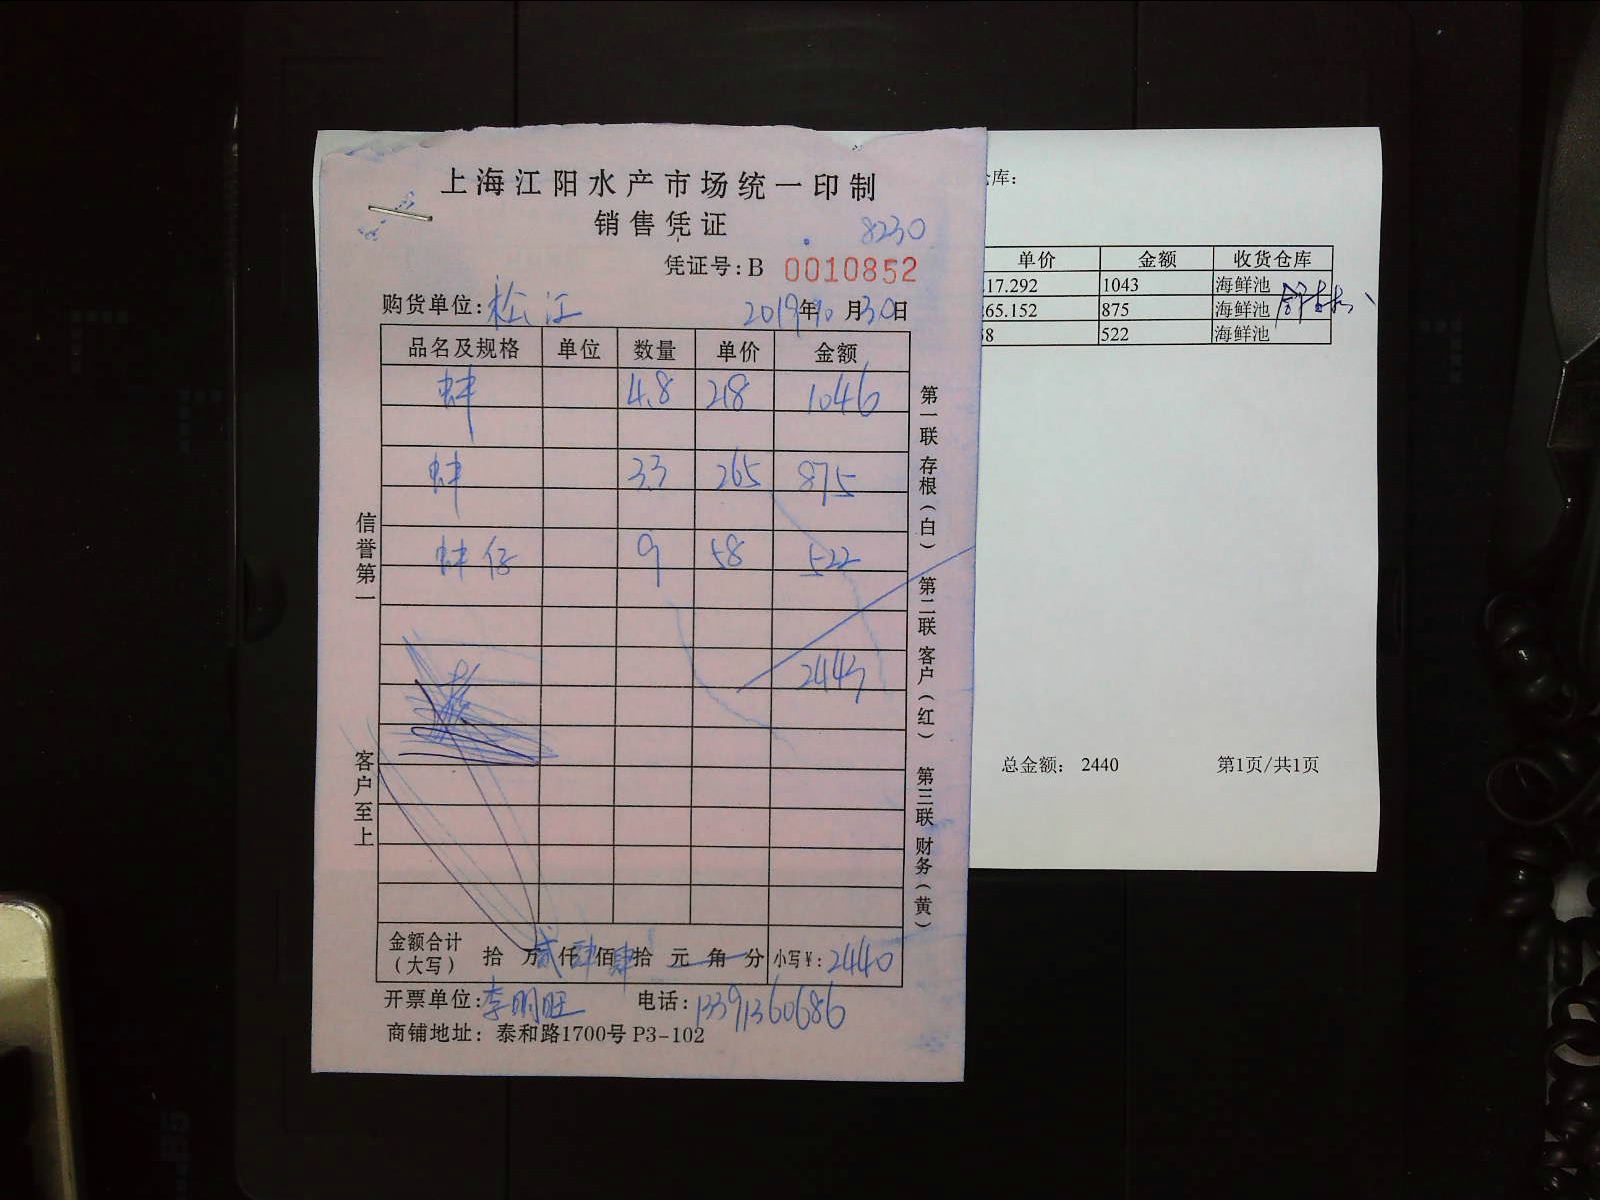 上海江阳水产市场统一印制
销售凭证
8230
凭证号:B 0010852
购货单位:松江 2019年10月30日
品名及规格 单位 数量 单价 金额
蚌 4.8 218 1046
蚌 3.3 265 875
蚌仔 9 58 522
2443
金额合计(大写) 拾 万贰仟肆佰肆拾 元 角 分 小写¥:2440
开票单位:李明旺 电话:13391360686
商铺地址: 泰和路1700号 P3-102
信誉第一
客户至上
第一联 存根(白) 第二联 客户(红) 第三联 财务(黄)
库:
单价 金额 收货仓库
17.292 1043 海鲜池
65.152 875 海鲜池
8 522 海鲜池
总金额: 2440 第1页/共1页